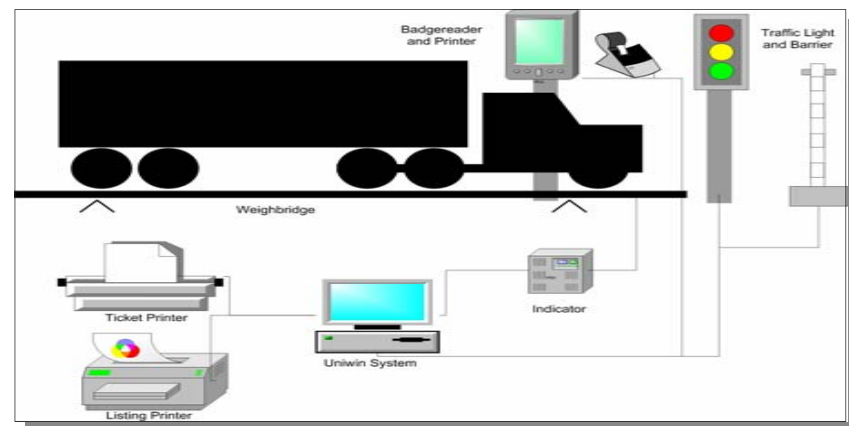 Badgereader
and Printer
Traffic Light
and Barrier
Weighbridge
Ticket Printer
Indicator
Uniwin System
Listing Printer